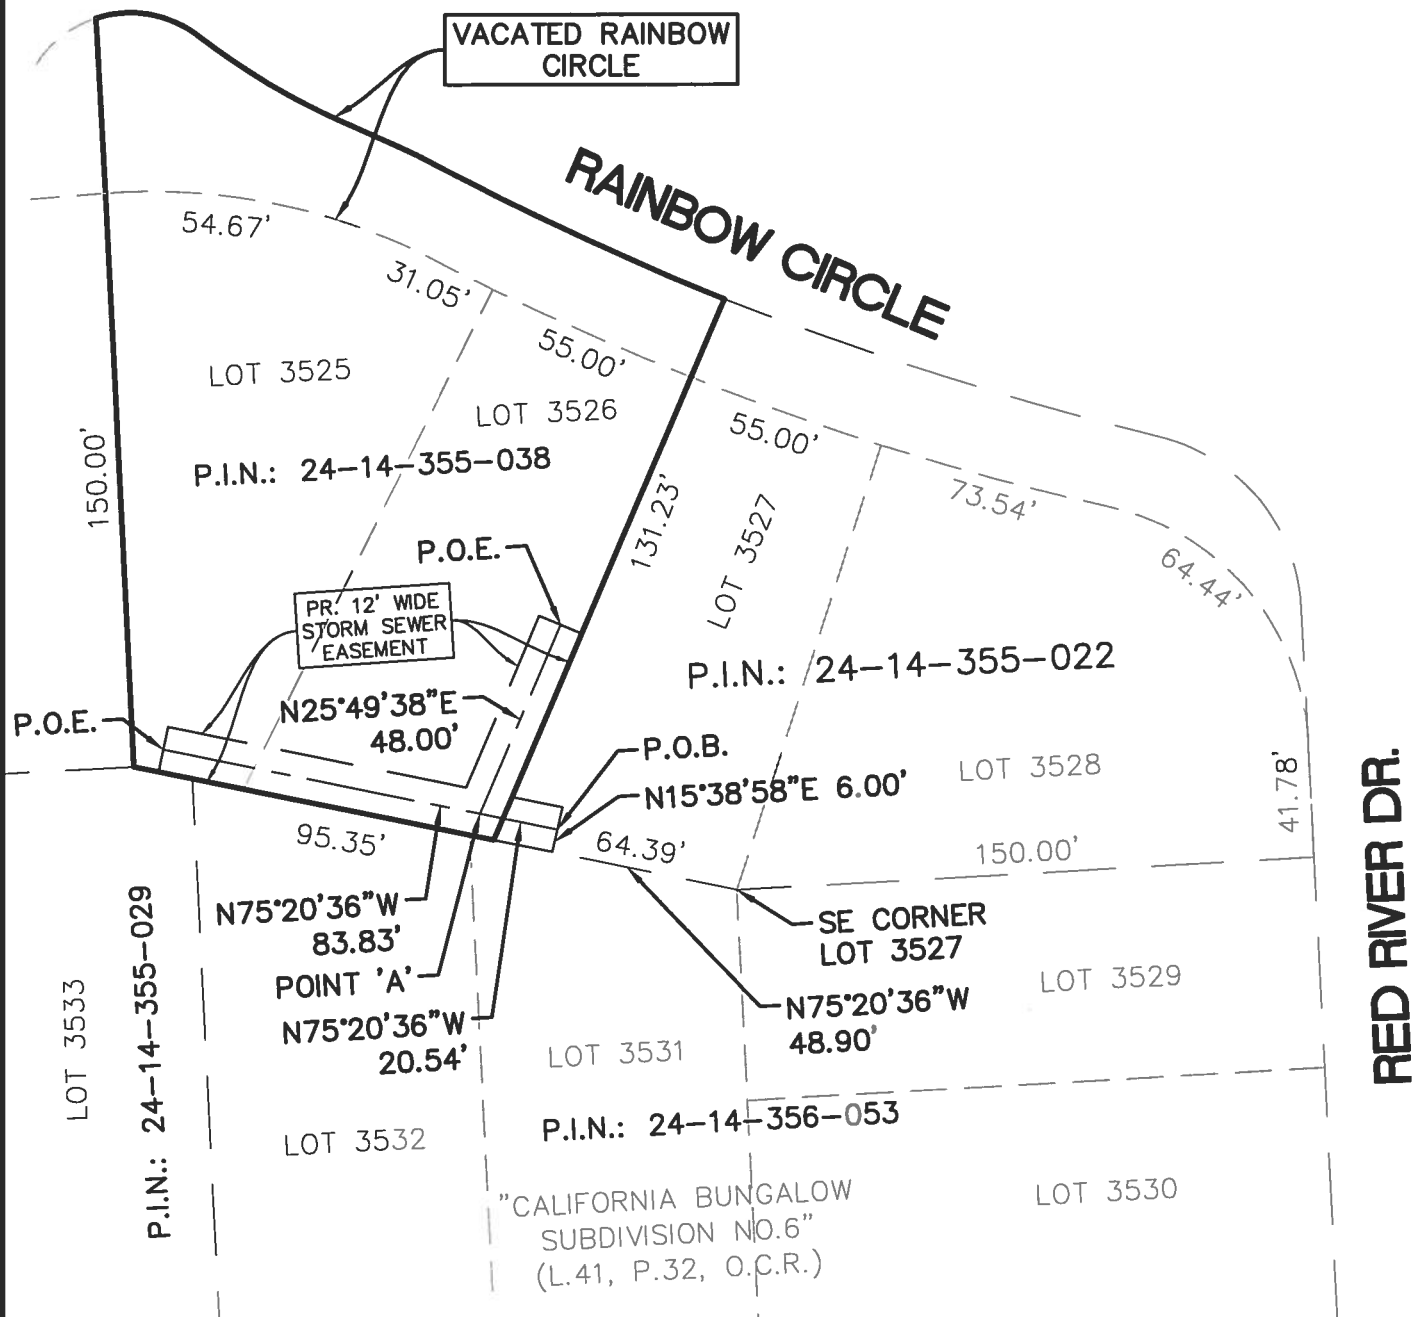 VACATED RAINBOW
CIRCLE
RAINBOW CIRCLE
54.67'
31.05'
55.00'
LOT 3525
LOT 3526
55.00'
P.I.N.: 24-14-355-038
150.00'
131.23'
LOT 3527
73.54'
64.44'
P.O.E.
PR. 12' WIDE
STORM SEWER
EASEMENT
P.I.N.: 24-14-355-022
N25°49'38"E
48.00'
P.O.E.
P.O.B.
N15°38'58"E 6.00'
LOT 3528
41.78'
RED RIVER DR.
95.35'
64.39'
150.00'
N75°20'36"W
83.83'
SE CORNER
LOT 3527
POINT 'A'
N75°20'36"W
20.54'
N75°20'36"W
48.90'
LOT 3529
LOT 3533
P.I.N.: 24-14-355-029
LOT 3531
LOT 3532
P.I.N.: 24-14-356-053
"CALIFORNIA BUNGALOW
SUBDIVISION NO.6"
(L.41, P.32, O.C.R.)
LOT 3530